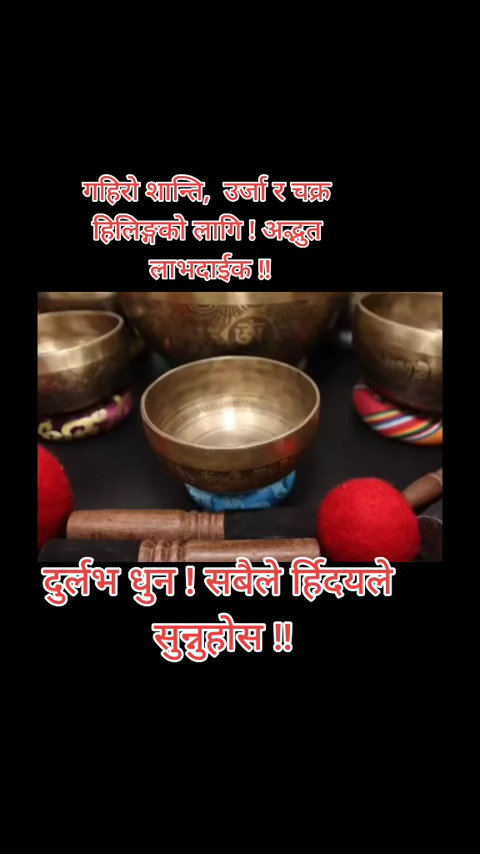 गहिरो शान्ति, उर्जा र चक्र
हिलिङ्गको लागि ! अद्भुत
लाभदाईक !!
दुर्लभ धुन ! सबैले र्हिदयले
सुन्नुहोस !!